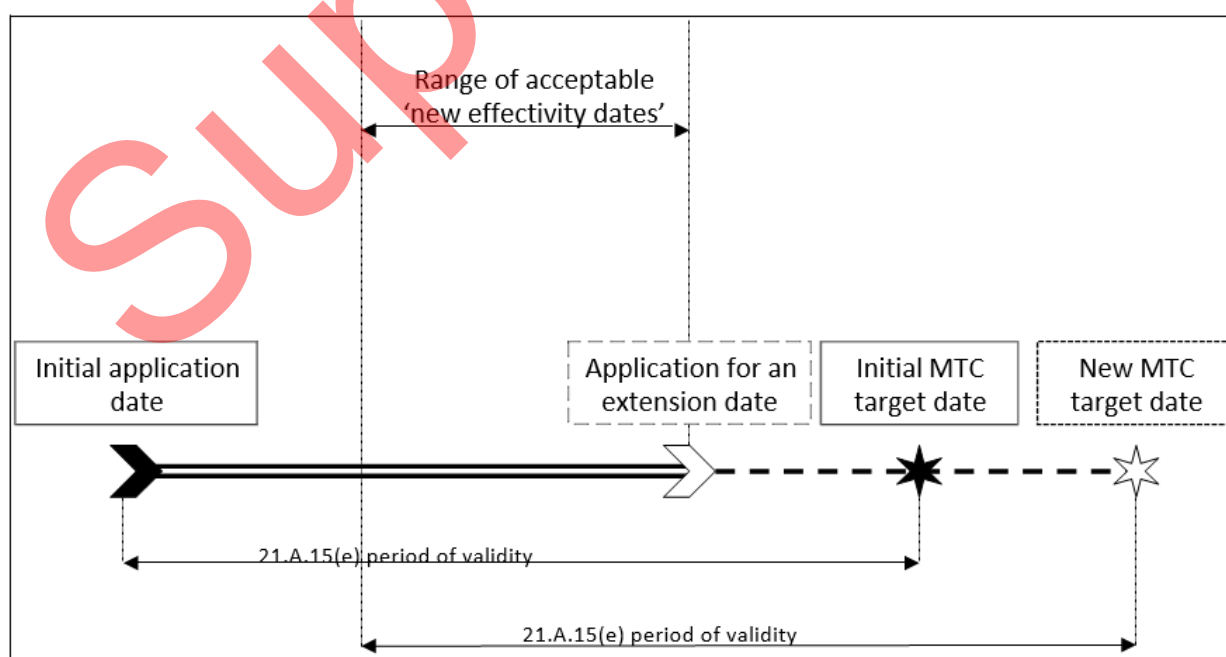 Sup
Range of acceptable
‘new effectivity dates’
Initial application
date
Application for an
extension date
Initial MTC
target date
New MTC
target date
21.A.15(e) period of validity
21.A.15(e) period of validity